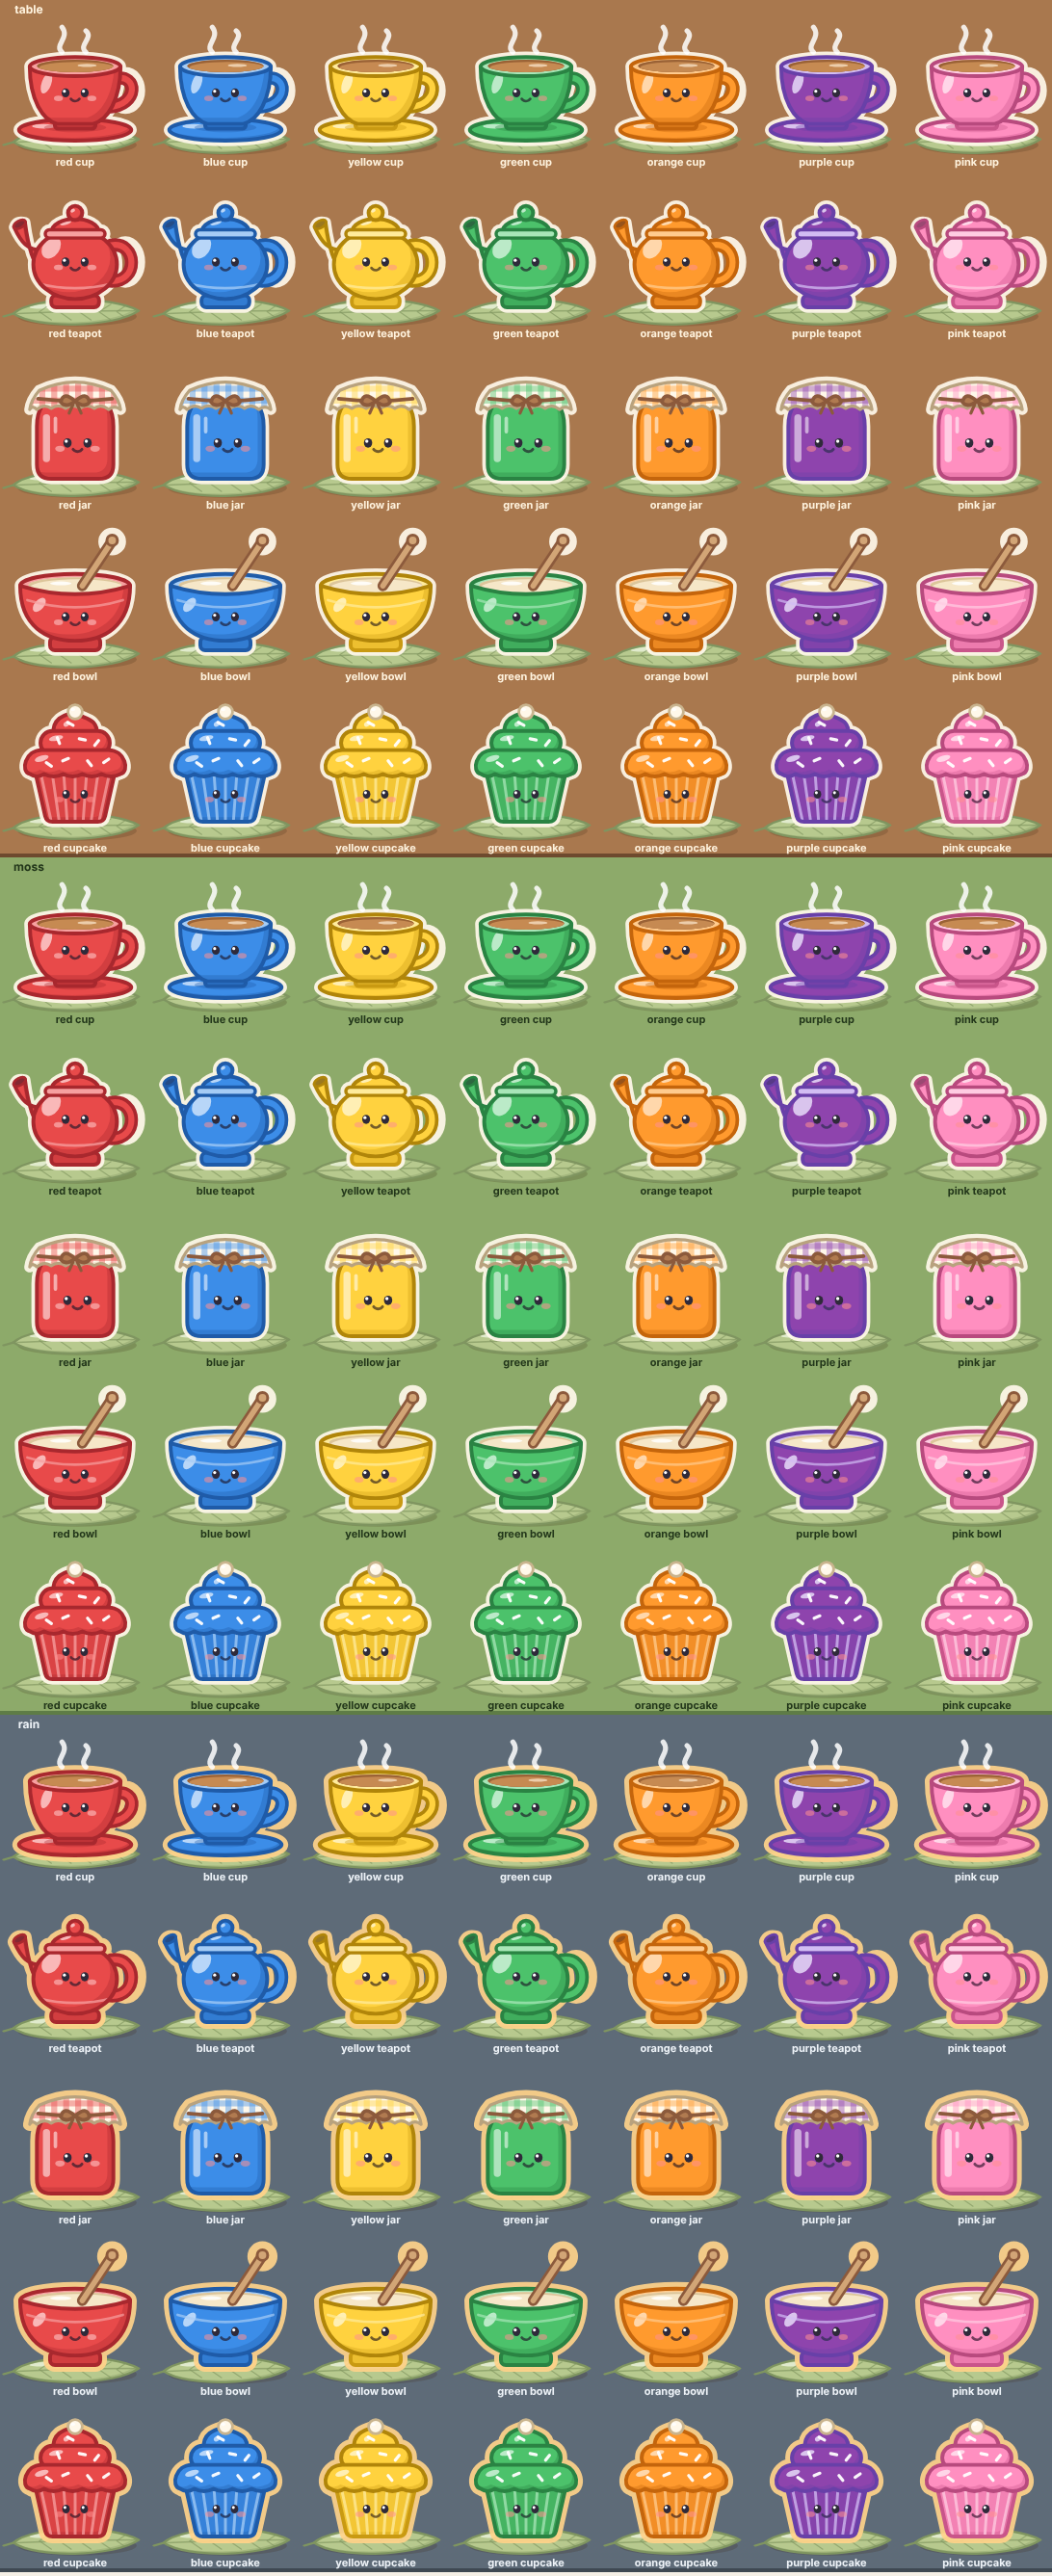 table
red cup blue cup yellow cup green cup orange cup purple cup pink cup
red teapot blue teapot yellow teapot green teapot orange teapot purple teapot pink teapot
red jar blue jar yellow jar green jar orange jar purple jar pink jar
red bowl blue bowl yellow bowl green bowl orange bowl purple bowl pink bowl
red cupcake blue cupcake yellow cupcake green cupcake orange cupcake purple cupcake pink cupcake
moss
red cup blue cup yellow cup green cup orange cup purple cup pink cup
red teapot blue teapot yellow teapot green teapot orange teapot purple teapot pink teapot
red jar blue jar yellow jar green jar orange jar purple jar pink jar
red bowl blue bowl yellow bowl green bowl orange bowl purple bowl pink bowl
red cupcake blue cupcake yellow cupcake green cupcake orange cupcake purple cupcake pink cupcake
rain
red cup blue cup yellow cup green cup orange cup purple cup pink cup
red teapot blue teapot yellow teapot green teapot orange teapot purple teapot pink teapot
red jar blue jar yellow jar green jar orange jar purple jar pink jar
red bowl blue bowl yellow bowl green bowl orange bowl purple bowl pink bowl
red cupcake blue cupcake yellow cupcake green cupcake orange cupcake purple cupcake pink cupcake